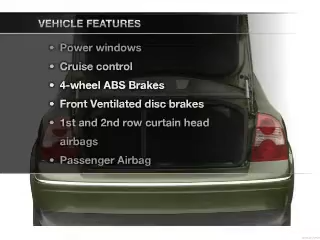 VEHICLE FEATURES
• Power windows
• Cruise control
• 4-wheel ABS Brakes
• Front Ventilated disc brakes
• 1st and 2nd row curtain head
airbags
• Passenger Airbag